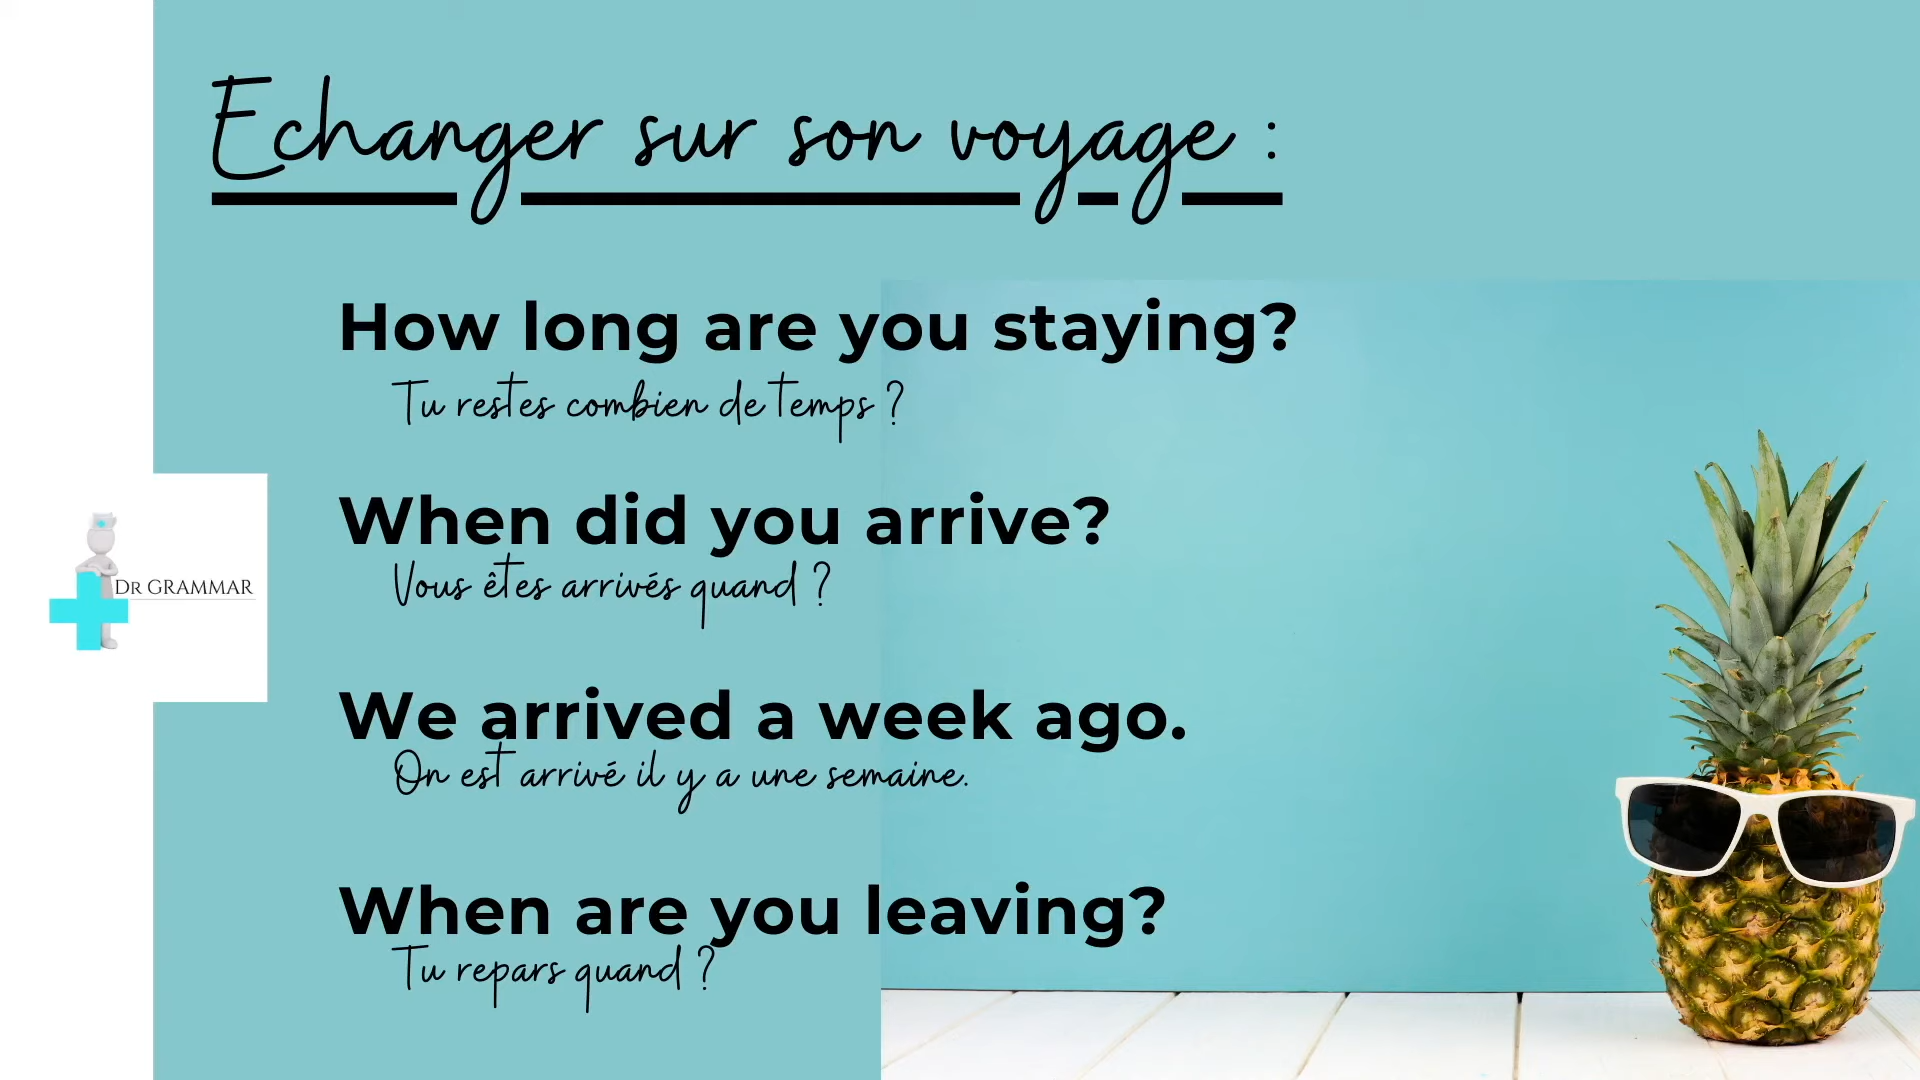 Echanger sur son voyage :
How long are you staying?
Tu restes combien de temps ?
When did you arrive?
Vous êtes arrivés quand ?
We arrived a week ago.
On est arrivé il y a une semaine.
When are you leaving?
Tu repars quand ?
Dr GRAMMAR